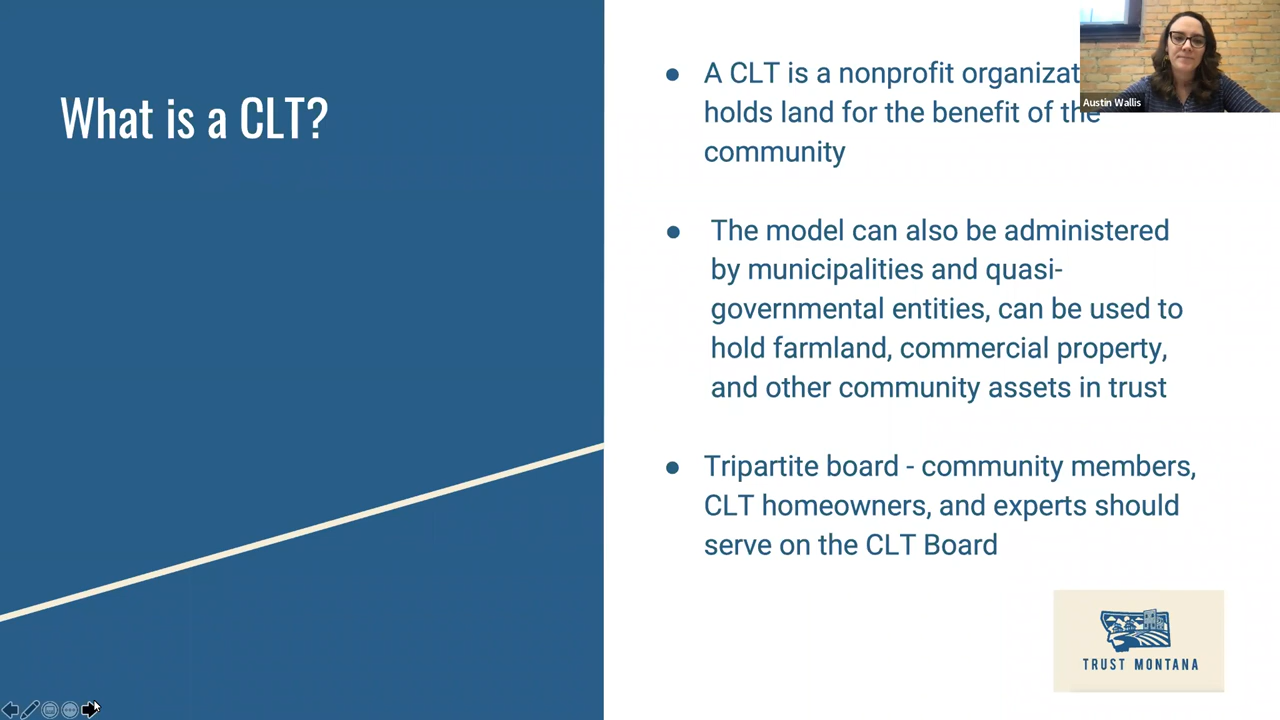 What is a CLT?
● A CLT is a nonprofit
holds land for the benefit of the
community
● The model can also be administered
by municipalities and quasi-
governmental entities, can be used to
hold farmland, commercial property,
and other community assets in trust
● Tripartite board - community members,
CLT homeowners, and experts should
serve on the CLT Board
Austin Wallis
TRUST MONTANA